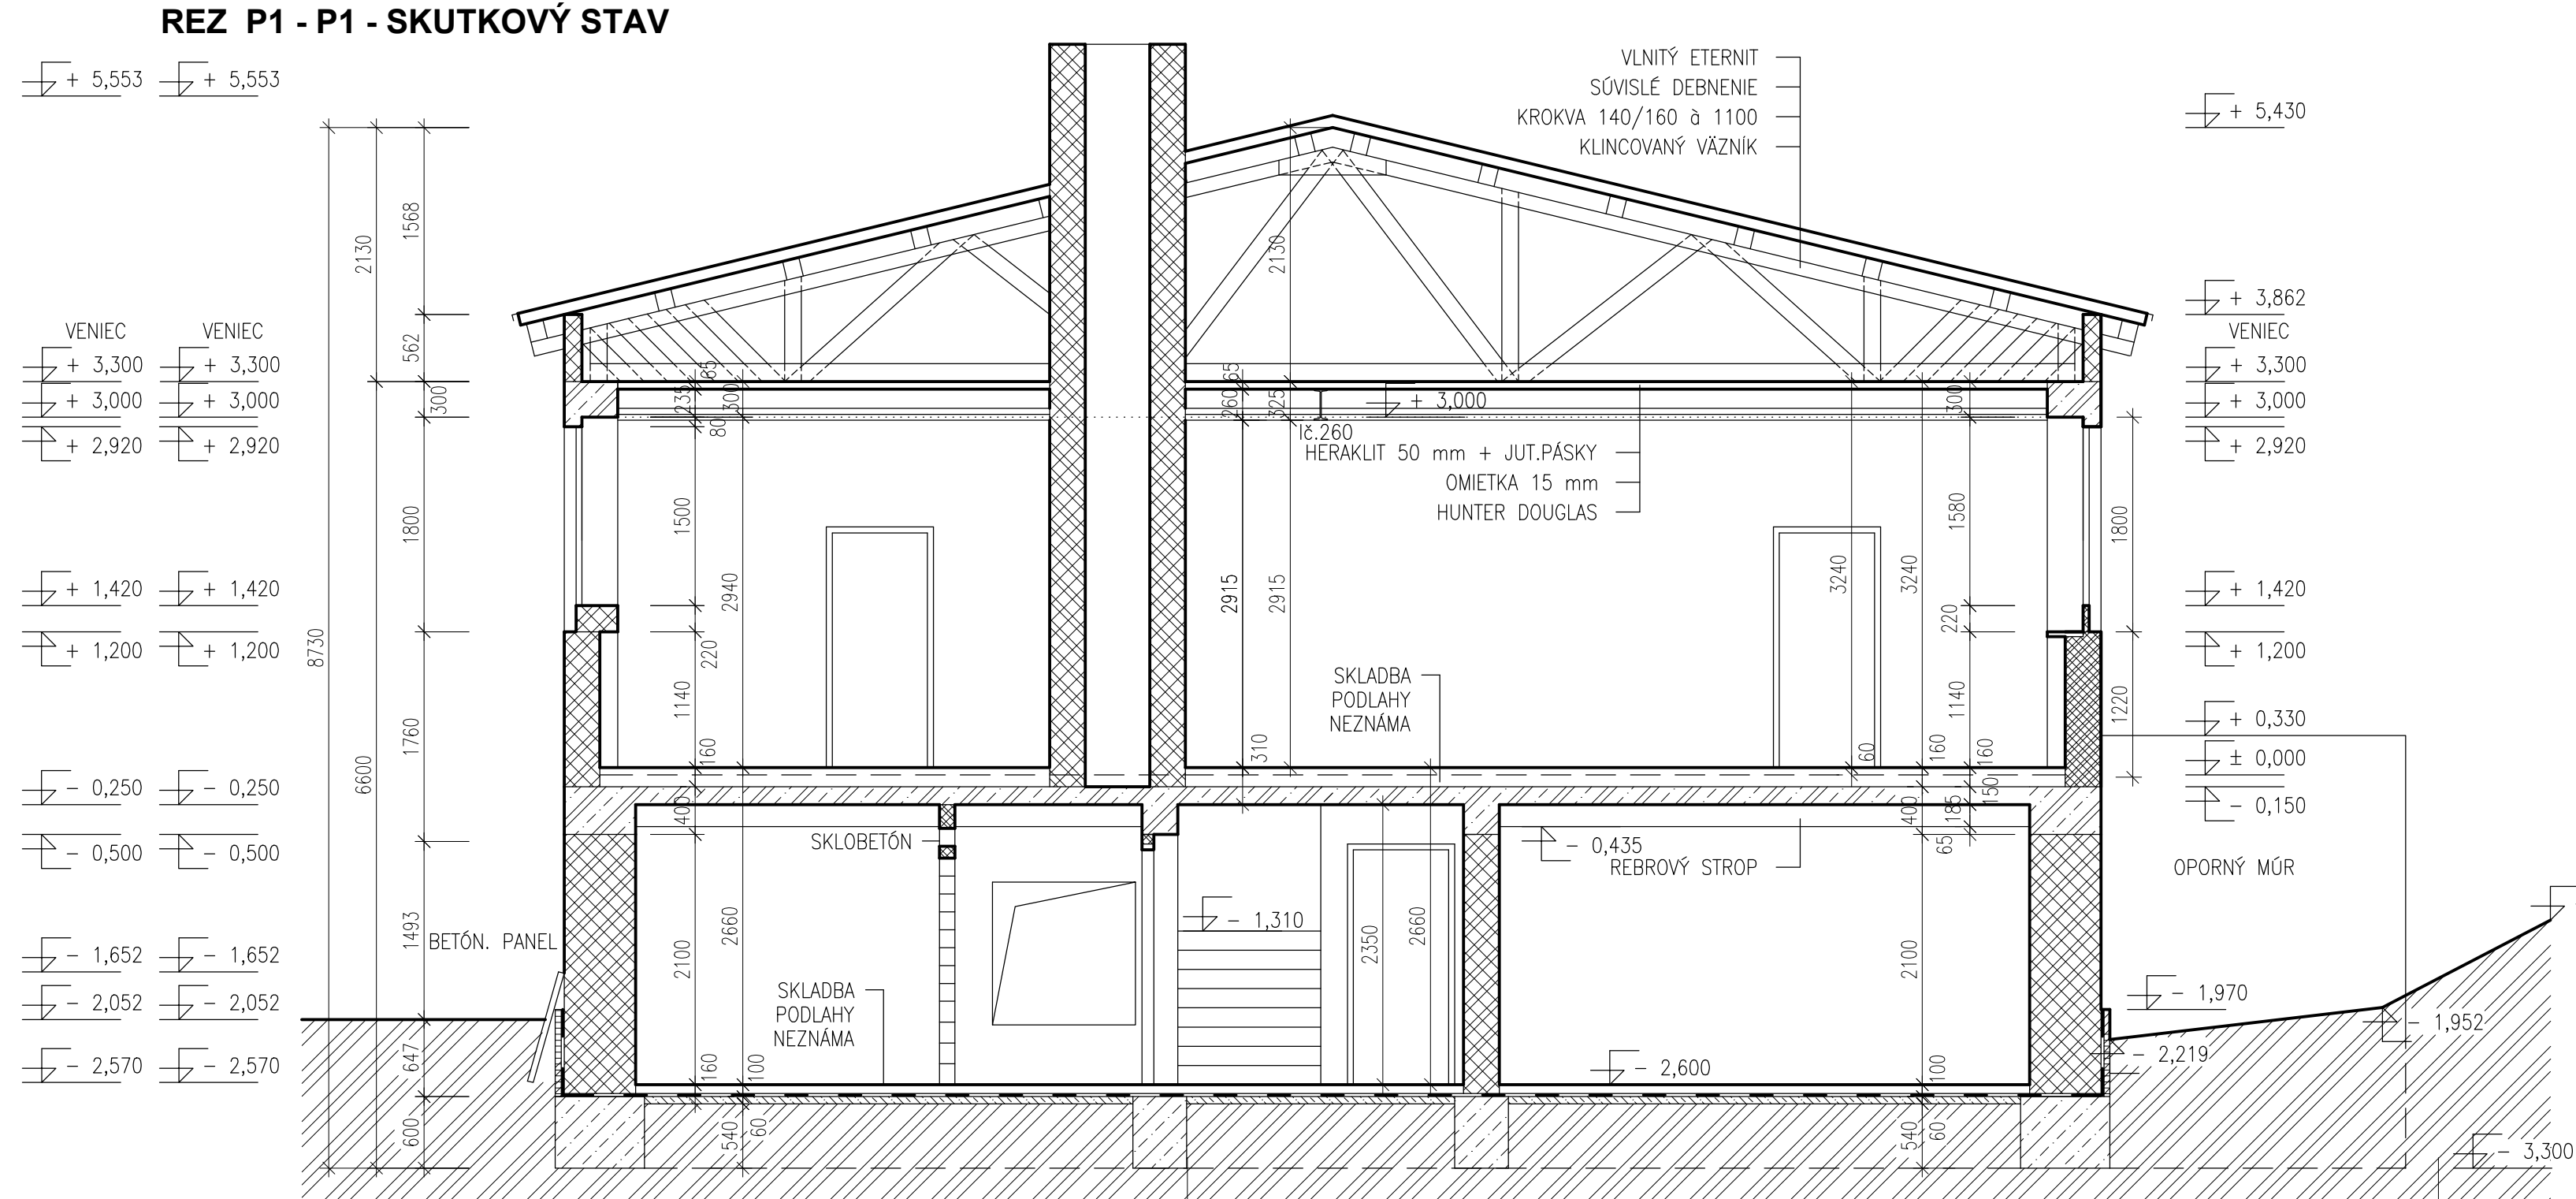 REZ P1 - P1 - SKUTKOVÝ STAV
+ 5,553 + 5,553
VLNITÝ ETERNIT
SÚVISLÉ DEBNENIE
KROKVA 140/160 à 1100
KLINCOVANÝ VÄZNÍK
+ 5,430
1568
2130
2130
+ 3,862
VENIEC VENIEC
VENIEC
562
+ 3,300 + 3,300
+ 3,300
65
65
300
235
300
260
325
300
+ 3,000 + 3,000
+ 3,000
+ 3,000
80
+ 2,920 + 2,920
+ 2,920
Ič.260
HERAKLIT 50 mm + JUT.PÁSKY
OMIETKA 15 mm
HUNTER DOUGLAS
1800
1500
1580
1800
2940
2915
2915
3240
3240
+ 1,420 + 1,420
+ 1,420
220
220
+ 1,200 + 1,200
+ 1,200
8730
6600
1760
1140
1140
1220
SKLADBA
PODLAHY
NEZNÁMA
+ 0,330
160
310
60
160
160
± 0,000
- 0,250 - 0,250
- 0,150
400
400
185
150
65
- 0,500 - 0,500
SKLOBETÓN
- 0,435
REBROVÝ STROP
OPORNÝ MÚR
1493
BETÓN. PANEL
2100
2660
- 1,310
2350
2660
2100
- 1,652 - 1,652
SKLADBA
PODLAHY
NEZNÁMA
- 1,970
- 2,052 - 2,052
- 1,952
- 2,219
647
- 2,570 - 2,570
160
100
- 2,600
100
600
540
60
540
60
- 3,300